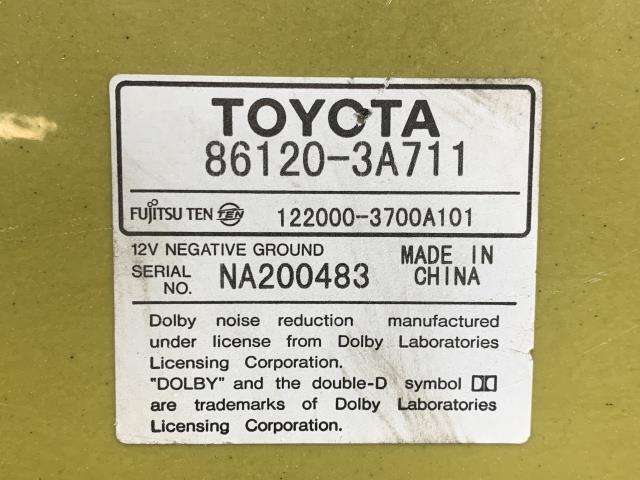 TOYOTA
86120-3A711
FUJITSU TEN TEN 122000-3700A101
12V NEGATIVE GROUND
SERIAL NO. NA200483
MADE IN CHINA
Dolby noise reduction manufactured
under license from Dolby Laboratories
Licensing Corporation.
"DOLBY" and the double-D symbol
are trademarks of Dolby Laboratories
Licensing Corporation.